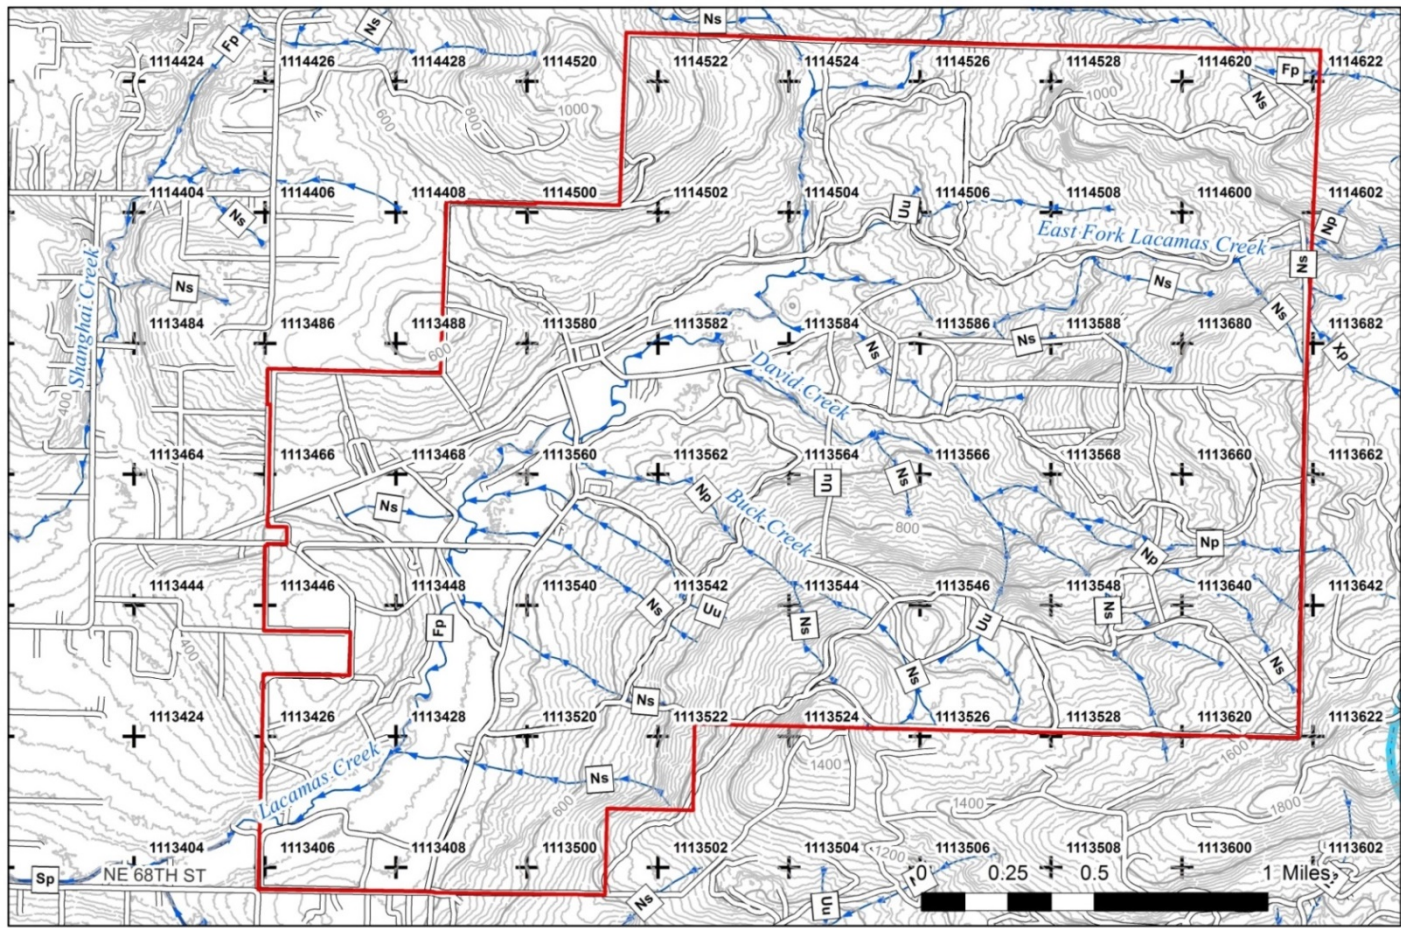 Ns
Ns
Fp
1114424 1114426 1114428 1114520 1114522 1114524 1114526 1114528 1114620 1114622
Fp
Ns
600
800
1000
1000
1114404 1114406 1114408 1114500 1114502 1114504 1114506 1114508 1114600 1114602
Ns
Uu
Np
East Fork Lacamas Creek
Ns
Shanghai Creek
Ns
Ns
Ns
1113484 1113486 1113488 1113580 1113582 1113584 1113586 1113588 1113680 1113682
600
Ns
Ns
Xp
David Creek
400
1113464 1113466 1113468 1113560 1113562 1113564 1113566 1113568 1113660 1113662
Ns
Np
Uu
Ns
Buck Creek
800
Np
Np
1113444 1113446 1113448 1113540 1113542 1113544 1113546 1113548 1113640 1113642
Fp
Ns
Uu
Ns
Uu
Ns
400
Ns
Ns
Ns
1113424 1113426 1113428 1113520 1113522 1113524 1113526 1113528 1113620 1113622
Lacamas Creek
Ns
600
1400
1600
1400
1800
1113404 1113406 1113408 1113500 1113502 1113504 1113506 1113508 1113600 1113602
1200
Sp
NE 68TH ST
Ns
Uu
0 0.25 0.5 1 Miles